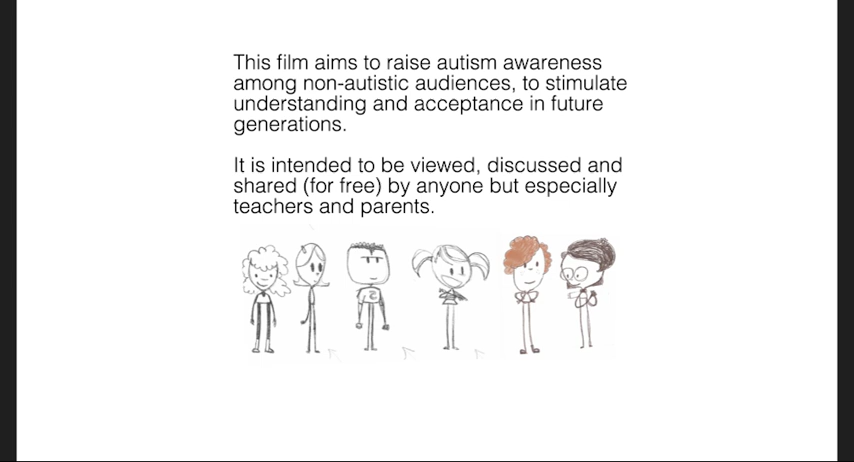 This film aims to raise autism awareness
among non-autistic audiences, to stimulate
understanding and acceptance in future
generations.
It is intended to be viewed, discussed and
shared (for free) by anyone but especially
teachers and parents.